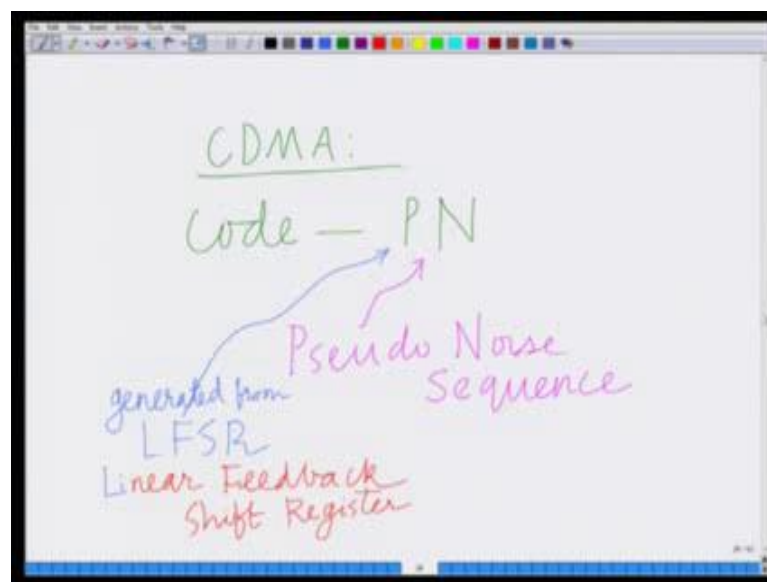 CDMA:
Code — PN
Pseudo Noise
Sequence
generated from
LFSR
Linear Feedback
Shift Register